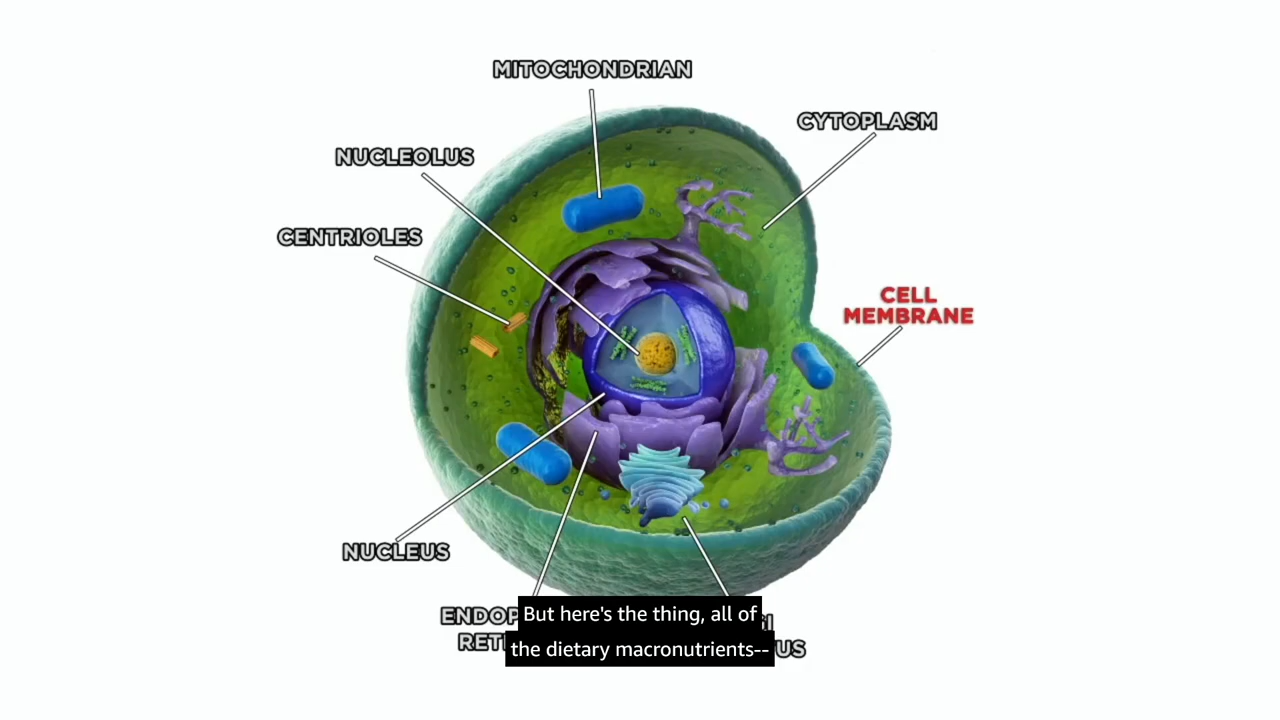 MITOCHONDRIAN
CYTOPLASM
NUCLEOLUS
CENTRIOLES
CELL
MEMBRANE
NUCLEUS
But here's the thing, all of
the dietary macronutrients--